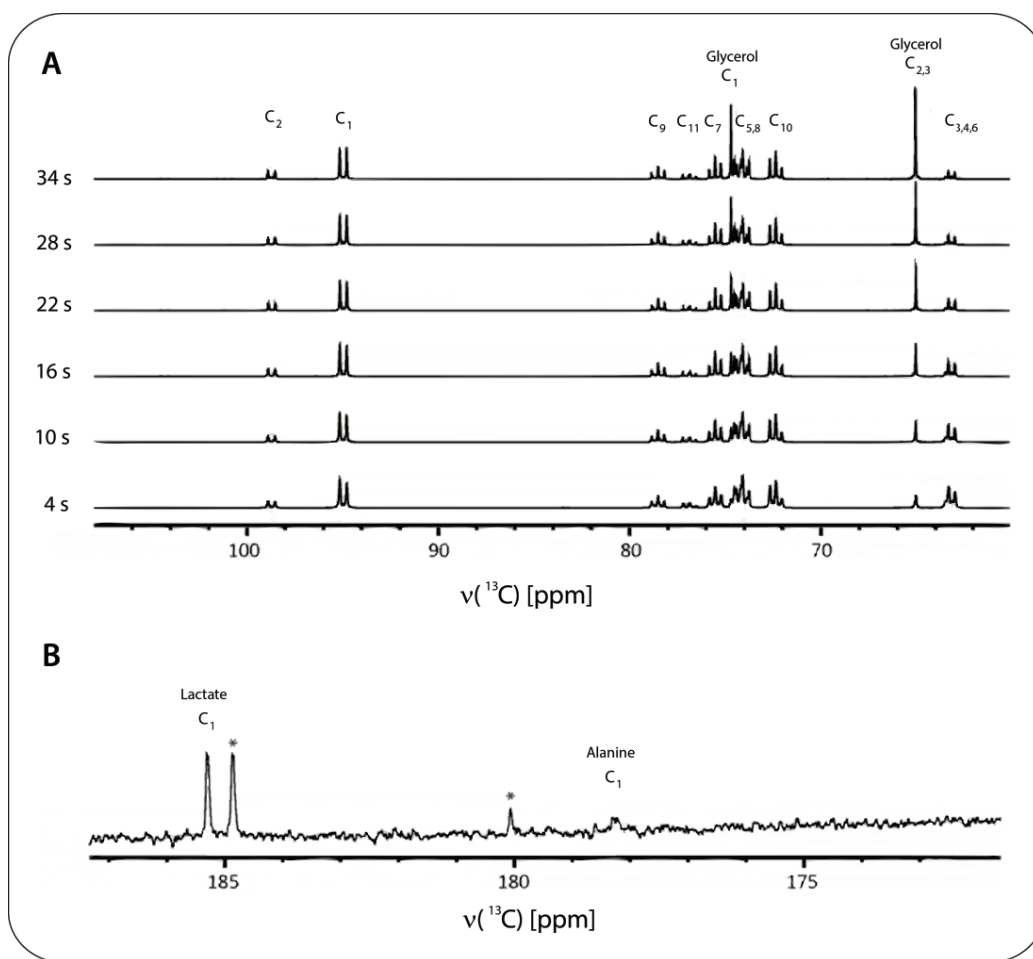 A
Glycerol
C₁
Glycerol
C₂,₃
C₂
C₁
C₉
C₁₁
C₇
C₅,₈
C₁₀
C₃,₄,₆
34 s
28 s
22 s
16 s
10 s
4 s
100
90
80
70
ν(¹³C) [ppm]
B
Lactate
C₁
*
*
Alanine
C₁
185
180
175
ν(¹³C) [ppm]